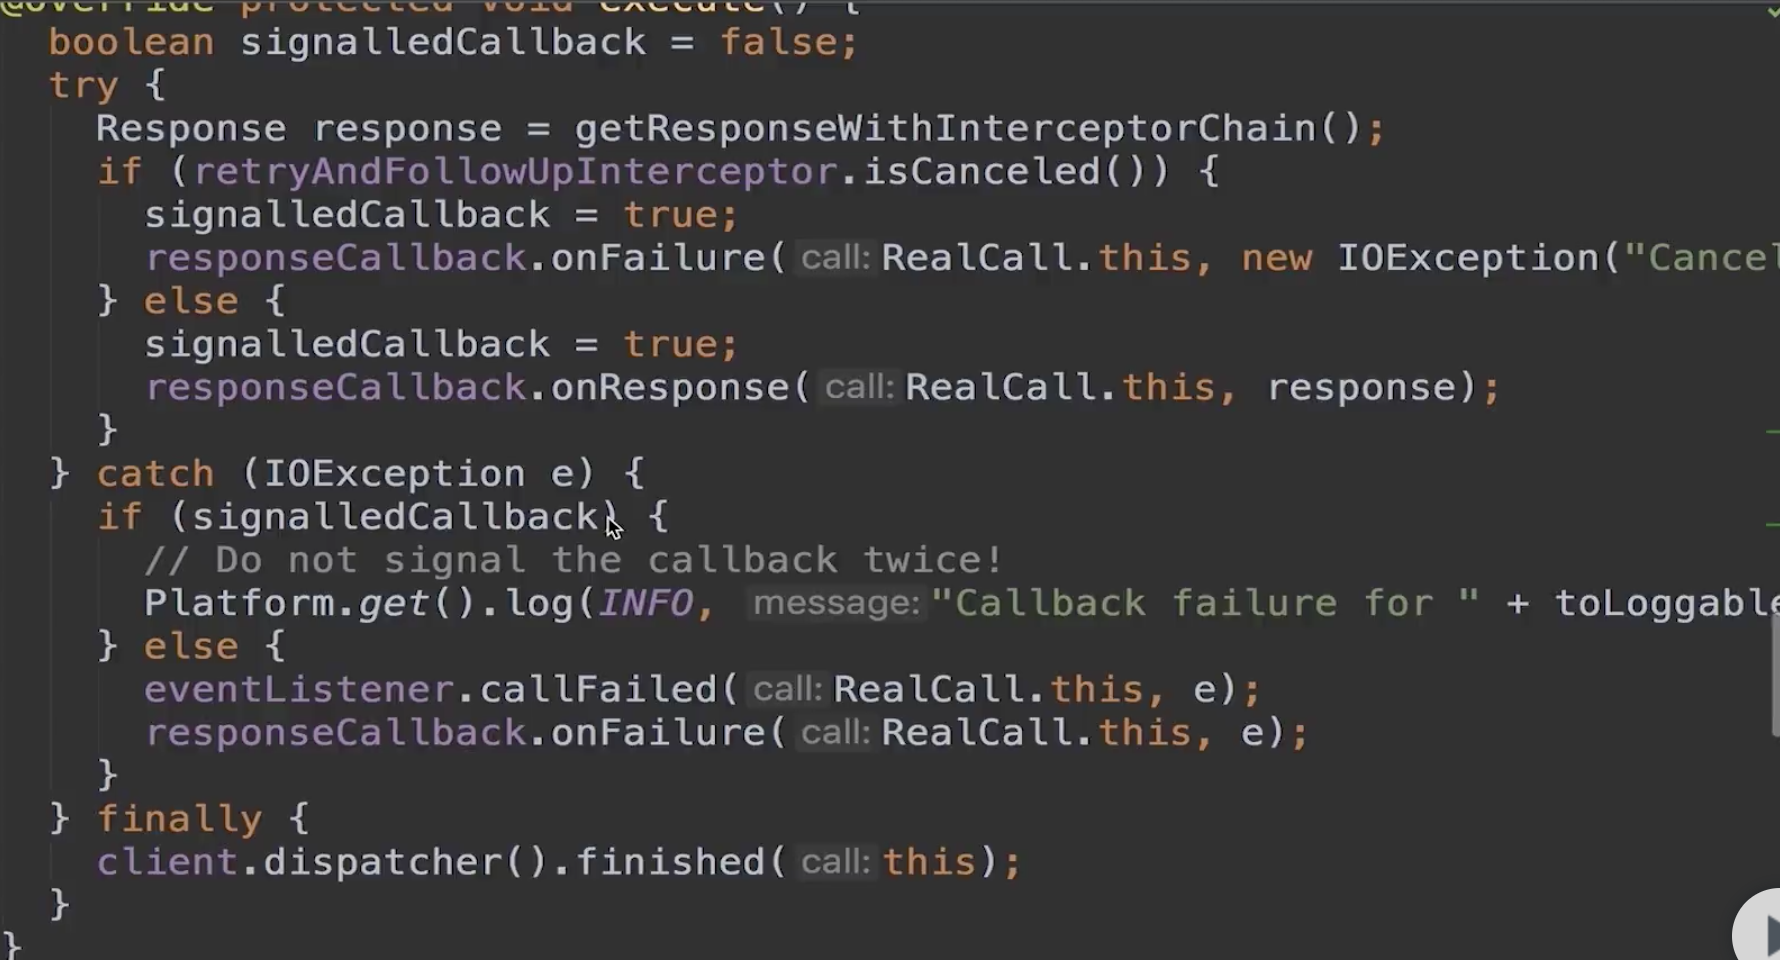 @Override protected void execute() {
boolean signalledCallback = false;
try {
Response response = getResponseWithInterceptorChain();
if (retryAndFollowUpInterceptor.isCanceled()) {
signalledCallback = true;
responseCallback.onFailure( call: RealCall.this, new IOException("Cancel
} else {
signalledCallback = true;
responseCallback.onResponse( call: RealCall.this, response);
}
} catch (IOException e) {
if (signalledCallback) {
// Do not signal the callback twice!
Platform.get().log(INFO, message: "Callback failure for " + toLoggable
} else {
eventListener.callFailed( call: RealCall.this, e);
responseCallback.onFailure( call: RealCall.this, e);
}
} finally {
client.dispatcher().finished( call: this);
}
}